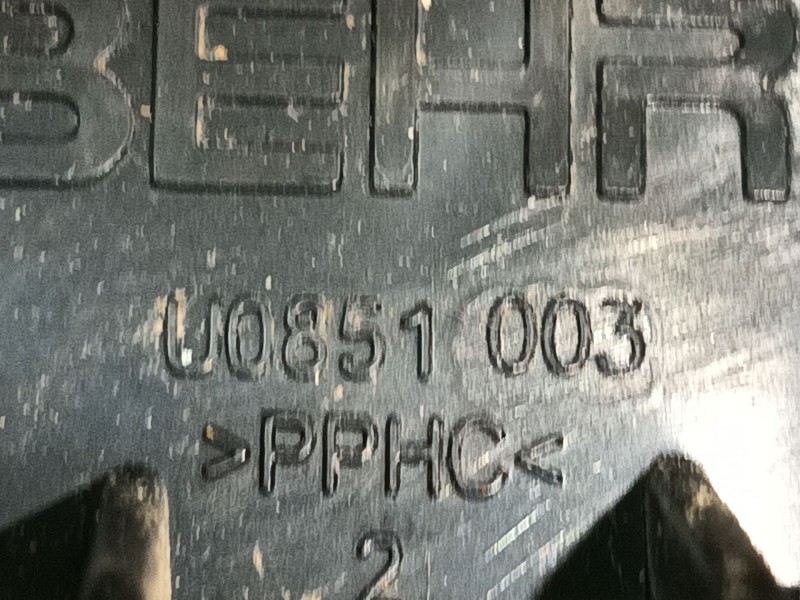 BEHR
U0851 003
>PPHC<
2